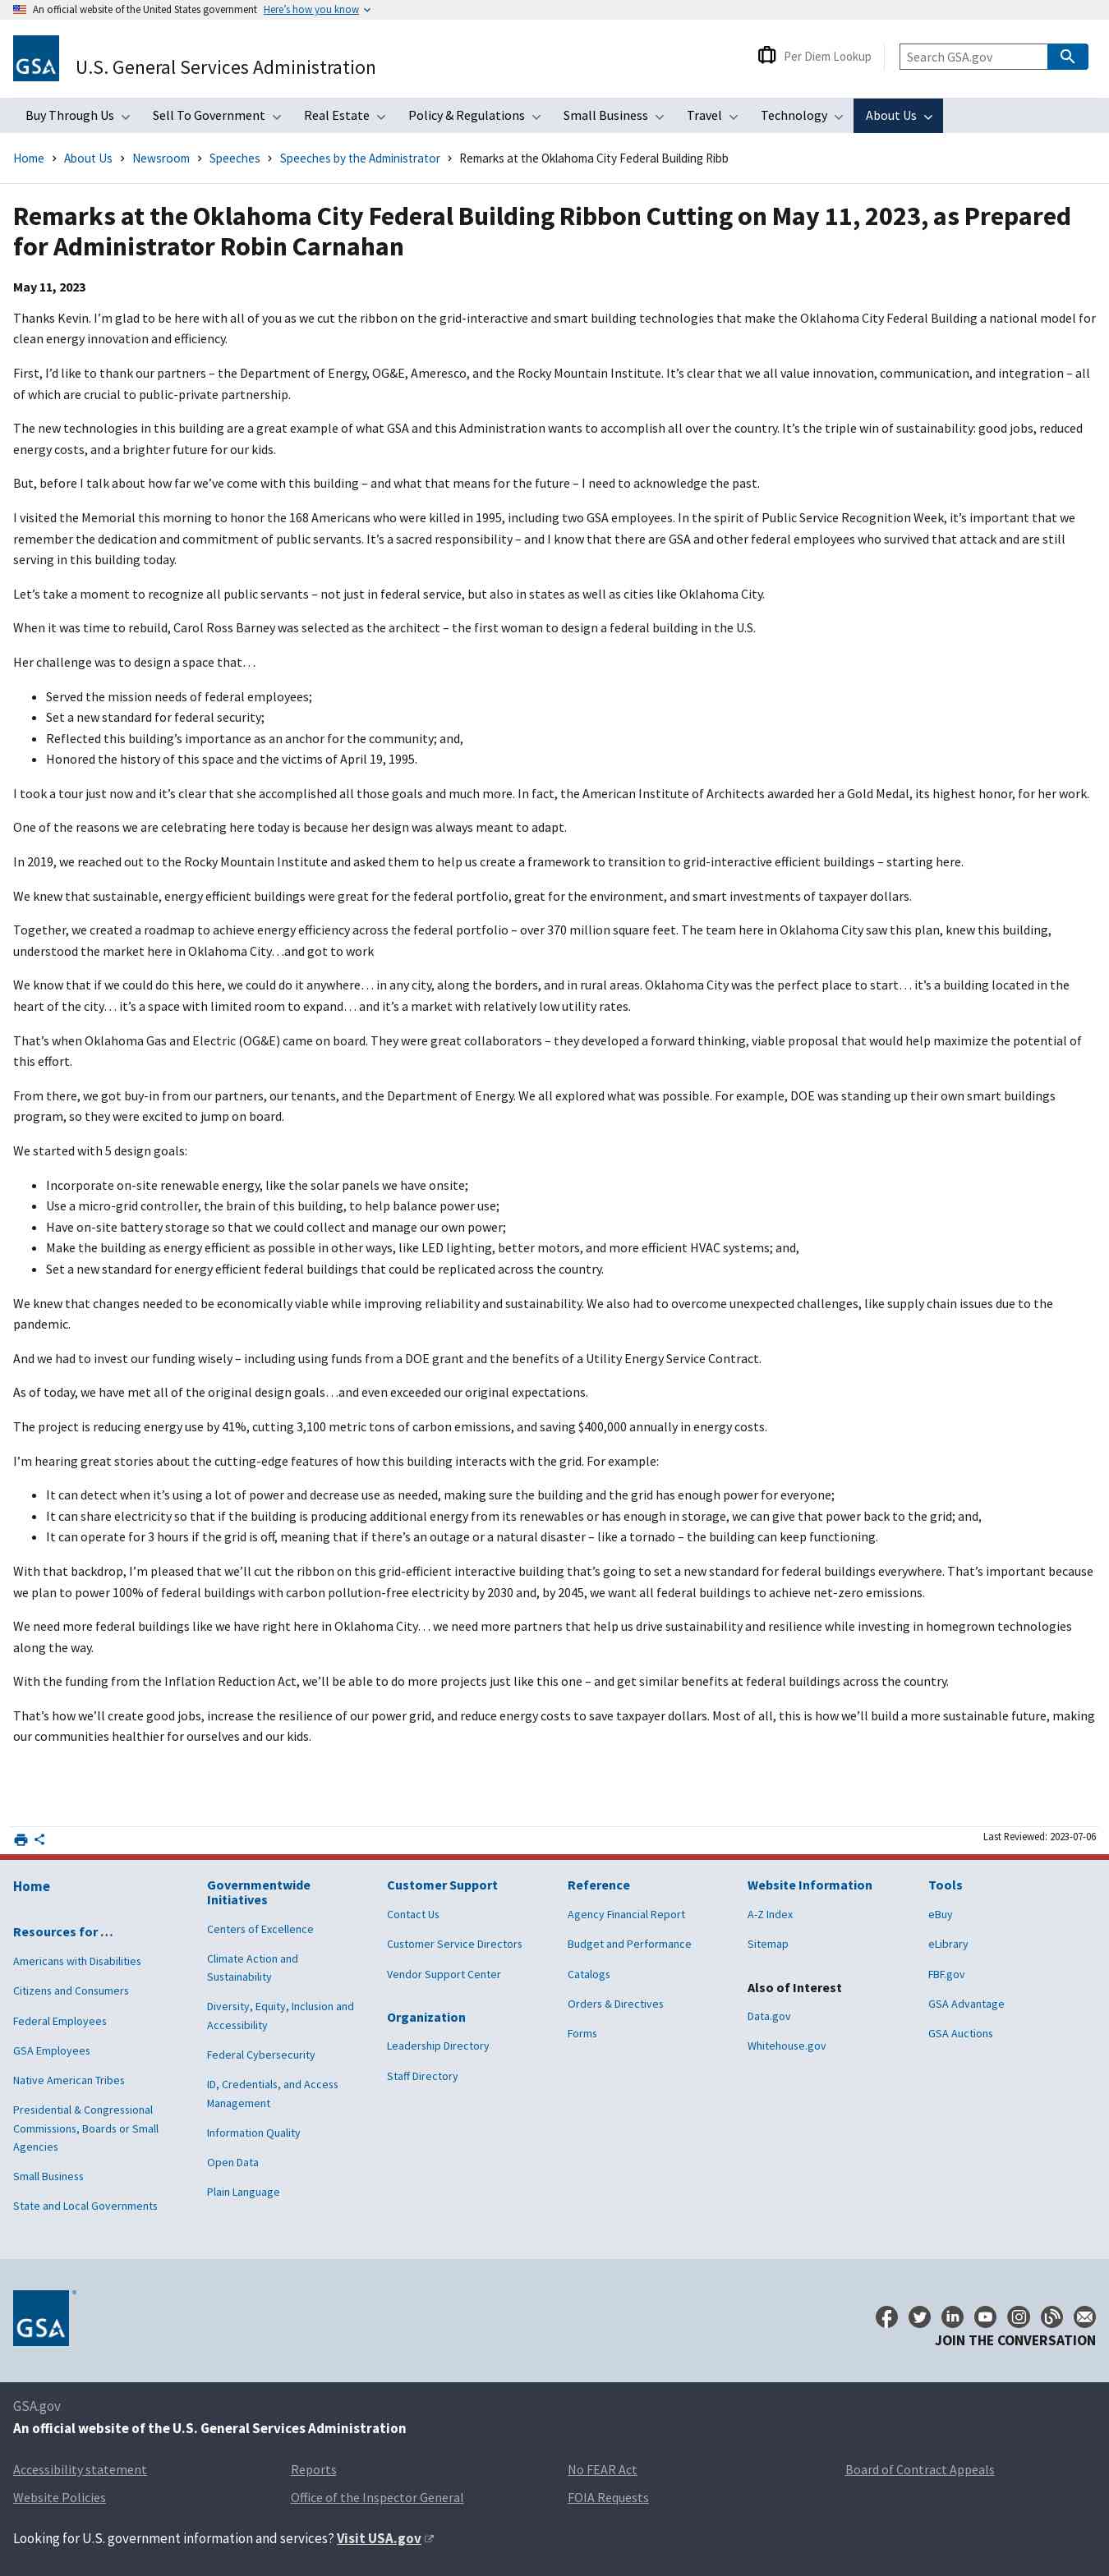 An official website of the United States government Here's how you know
GSA
U.S. General Services Administration
Per Diem Lookup
Search GSA.gov
Buy Through Us
Sell To Government
Real Estate
Policy & Regulations
Small Business
Travel
Technology
About Us
Home › About Us › Newsroom › Speeches › Speeches by the Administrator › Remarks at the Oklahoma City Federal Building Ribb
Remarks at the Oklahoma City Federal Building Ribbon Cutting on May 11, 2023, as Prepared
for Administrator Robin Carnahan
May 11, 2023
Thanks Kevin. I'm glad to be here with all of you as we cut the ribbon on the grid-interactive and smart building technologies that make the Oklahoma City Federal Building a national model for
clean energy innovation and efficiency.
First, I'd like to thank our partners – the Department of Energy, OG&E, Ameresco, and the Rocky Mountain Institute. It's clear that we all value innovation, communication, and integration – all
of which are crucial to public-private partnership.
The new technologies in this building are a great example of what GSA and this Administration wants to accomplish all over the country. It's the triple win of sustainability: good jobs, reduced
energy costs, and a brighter future for our kids.
But, before I talk about how far we've come with this building – and what that means for the future – I need to acknowledge the past.
I visited the Memorial this morning to honor the 168 Americans who were killed in 1995, including two GSA employees. In the spirit of Public Service Recognition Week, it's important that we
remember the dedication and commitment of public servants. It's a sacred responsibility – and I know that there are GSA and other federal employees who survived that attack and are still
serving in this building today.
Let's take a moment to recognize all public servants – not just in federal service, but also in states as well as cities like Oklahoma City.
When it was time to rebuild, Carol Ross Barney was selected as the architect – the first woman to design a federal building in the U.S.
Her challenge was to design a space that…
• Served the mission needs of federal employees;
• Set a new standard for federal security;
• Reflected this building's importance as an anchor for the community; and,
• Honored the history of this space and the victims of April 19, 1995.
I took a tour just now and it's clear that she accomplished all those goals and much more. In fact, the American Institute of Architects awarded her a Gold Medal, its highest honor, for her work.
One of the reasons we are celebrating here today is because her design was always meant to adapt.
In 2019, we reached out to the Rocky Mountain Institute and asked them to help us create a framework to transition to grid-interactive efficient buildings – starting here.
We knew that sustainable, energy efficient buildings were great for the federal portfolio, great for the environment, and smart investments of taxpayer dollars.
Together, we created a roadmap to achieve energy efficiency across the federal portfolio – over 370 million square feet. The team here in Oklahoma City saw this plan, knew this building,
understood the market here in Oklahoma City…and got to work
We know that if we could do this here, we could do it anywhere… in any city, along the borders, and in rural areas. Oklahoma City was the perfect place to start… it's a building located in the
heart of the city… it's a space with limited room to expand… and it's a market with relatively low utility rates.
That's when Oklahoma Gas and Electric (OG&E) came on board. They were great collaborators – they developed a forward thinking, viable proposal that would help maximize the potential of
this effort.
From there, we got buy-in from our partners, our tenants, and the Department of Energy. We all explored what was possible. For example, DOE was standing up their own smart buildings
program, so they were excited to jump on board.
We started with 5 design goals:
• Incorporate on-site renewable energy, like the solar panels we have onsite;
• Use a micro-grid controller, the brain of this building, to help balance power use;
• Have on-site battery storage so that we could collect and manage our own power;
• Make the building as energy efficient as possible in other ways, like LED lighting, better motors, and more efficient HVAC systems; and,
• Set a new standard for energy efficient federal buildings that could be replicated across the country.
We knew that changes needed to be economically viable while improving reliability and sustainability. We also had to overcome unexpected challenges, like supply chain issues due to the
pandemic.
And we had to invest our funding wisely – including using funds from a DOE grant and the benefits of a Utility Energy Service Contract.
As of today, we have met all of the original design goals…and even exceeded our original expectations.
The project is reducing energy use by 41%, cutting 3,100 metric tons of carbon emissions, and saving $400,000 annually in energy costs.
I'm hearing great stories about the cutting-edge features of how this building interacts with the grid. For example:
• It can detect when it's using a lot of power and decrease use as needed, making sure the building and the grid has enough power for everyone;
• It can share electricity so that if the building is producing additional energy from its renewables or has enough in storage, we can give that power back to the grid; and,
• It can operate for 3 hours if the grid is off, meaning that if there's an outage or a natural disaster – like a tornado – the building can keep functioning.
With that backdrop, I'm pleased that we'll cut the ribbon on this grid-efficient interactive building that's going to set a new standard for federal buildings everywhere. That's important because
we plan to power 100% of federal buildings with carbon pollution-free electricity by 2030 and, by 2045, we want all federal buildings to achieve net-zero emissions.
We need more federal buildings like we have right here in Oklahoma City… we need more partners that help us drive sustainability and resilience while investing in homegrown technologies
along the way.
With the funding from the Inflation Reduction Act, we'll be able to do more projects just like this one – and get similar benefits at federal buildings across the country.
That's how we'll create good jobs, increase the resilience of our power grid, and reduce energy costs to save taxpayer dollars. Most of all, this is how we'll build a more sustainable future, making
our communities healthier for ourselves and our kids.
Last Reviewed: 2023-07-06
Home
Resources for …
Americans with Disabilities
Citizens and Consumers
Federal Employees
GSA Employees
Native American Tribes
Presidential & Congressional
Commissions, Boards or Small
Agencies
Small Business
State and Local Governments
Governmentwide
Initiatives
Centers of Excellence
Climate Action and
Sustainability
Diversity, Equity, Inclusion and
Accessibility
Federal Cybersecurity
ID, Credentials, and Access
Management
Information Quality
Open Data
Plain Language
Customer Support
Contact Us
Customer Service Directors
Vendor Support Center
Organization
Leadership Directory
Staff Directory
Reference
Agency Financial Report
Budget and Performance
Catalogs
Orders & Directives
Forms
Website Information
A-Z Index
Sitemap
Also of Interest
Data.gov
Whitehouse.gov
Tools
eBuy
eLibrary
FBF.gov
GSA Advantage
GSA Auctions
GSA ®
JOIN THE CONVERSATION
GSA.gov
An official website of the U.S. General Services Administration
Accessibility statement
Reports
No FEAR Act
Board of Contract Appeals
Website Policies
Office of the Inspector General
FOIA Requests
Looking for U.S. government information and services? Visit USA.gov